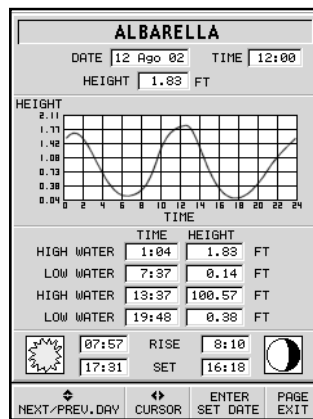 ALBARELLA
DATE 12 Ago 02 TIME 12:00
HEIGHT 1.83 FT
HEIGHT
2.11
1.77
1.42
1.08
0.73
0.38
0.04
0 2 4 6 8 10 12 14 16 18 20 22 24
TIME
TIME HEIGHT
HIGH WATER 1:04 1.83 FT
LOW WATER 7:37 0.14 FT
HIGH WATER 13:37 100.57 FT
LOW WATER 19:48 0.38 FT
07:57 RISE 8:10
17:31 SET 16:18
NEXT/PREV.DAY CURSOR ENTER SET DATE PAGE EXIT